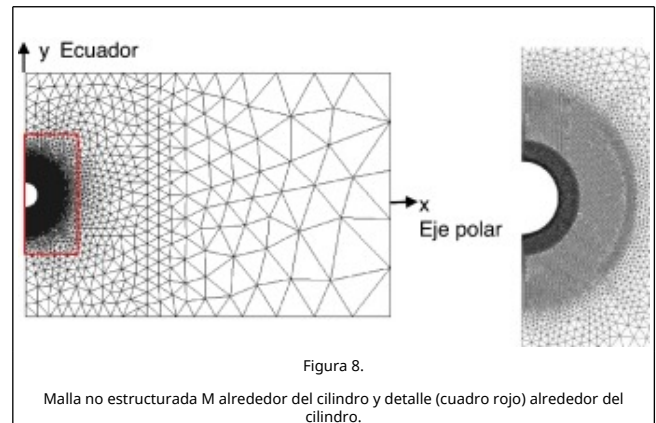 y Ecuador
x
Eje polar
Figura 8.
Malla no estructurada M alrededor del cilindro y detalle (cuadro rojo) alrededor del
cilindro.